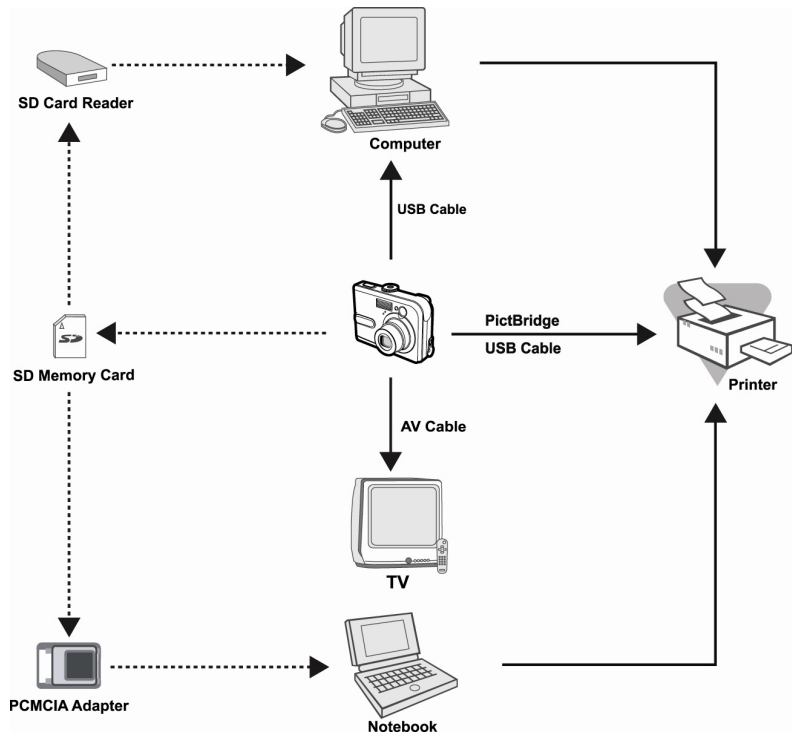 SD Card Reader
Computer
USB Cable
PictBridge
USB Cable
SD
SD Memory Card
Printer
AV Cable
TV
PCMCIA Adapter
Notebook